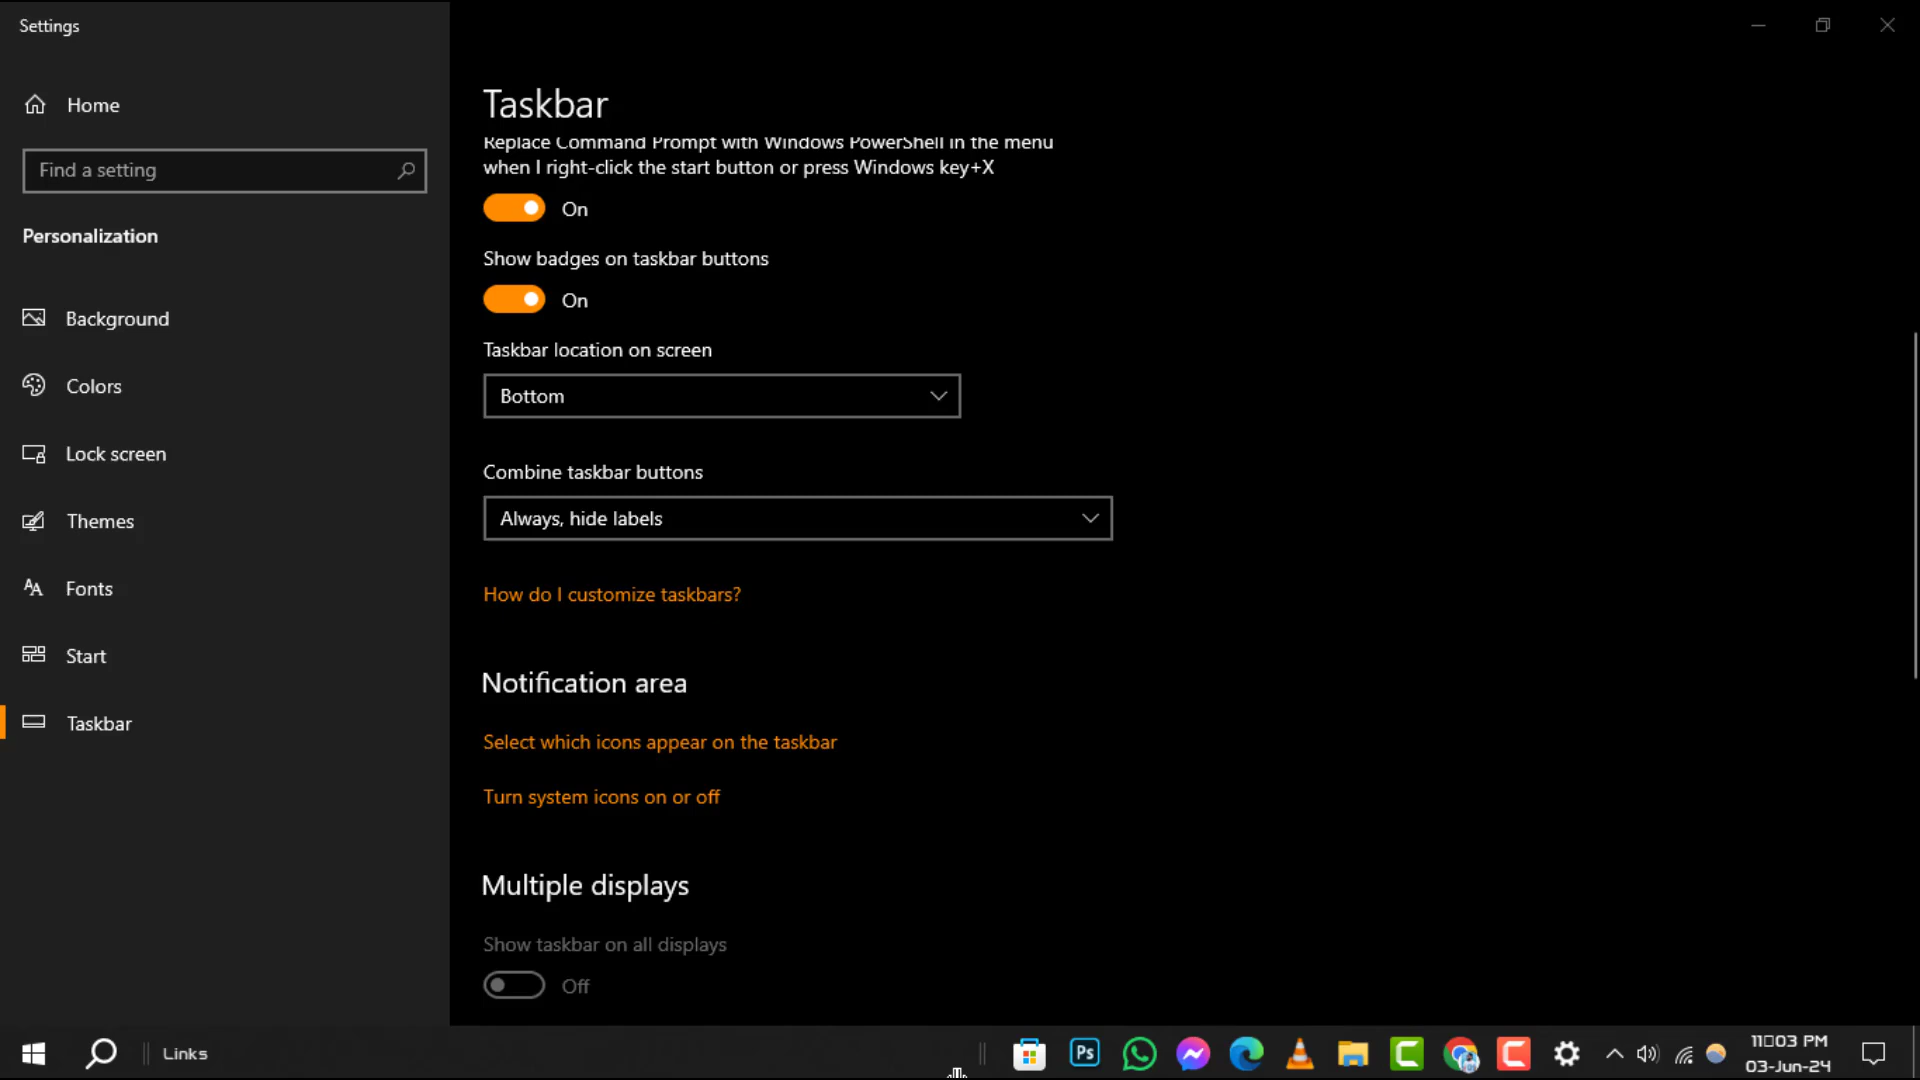 Settings
Home
Find a setting
Personalization
Background
Colors
Lock screen
Themes
Fonts
Start
Taskbar
Taskbar
Replace Command Prompt with Windows PowerShell in the menu
when I right-click the start button or press Windows key+X
On
Show badges on taskbar buttons
On
Taskbar location on screen
Bottom
Combine taskbar buttons
Always, hide labels
How do I customize taskbars?
Notification area
Select which icons appear on the taskbar
Turn system icons on or off
Multiple displays
Show taskbar on all displays
Off
Links
Ps
11□03 PM
03-Jun-24